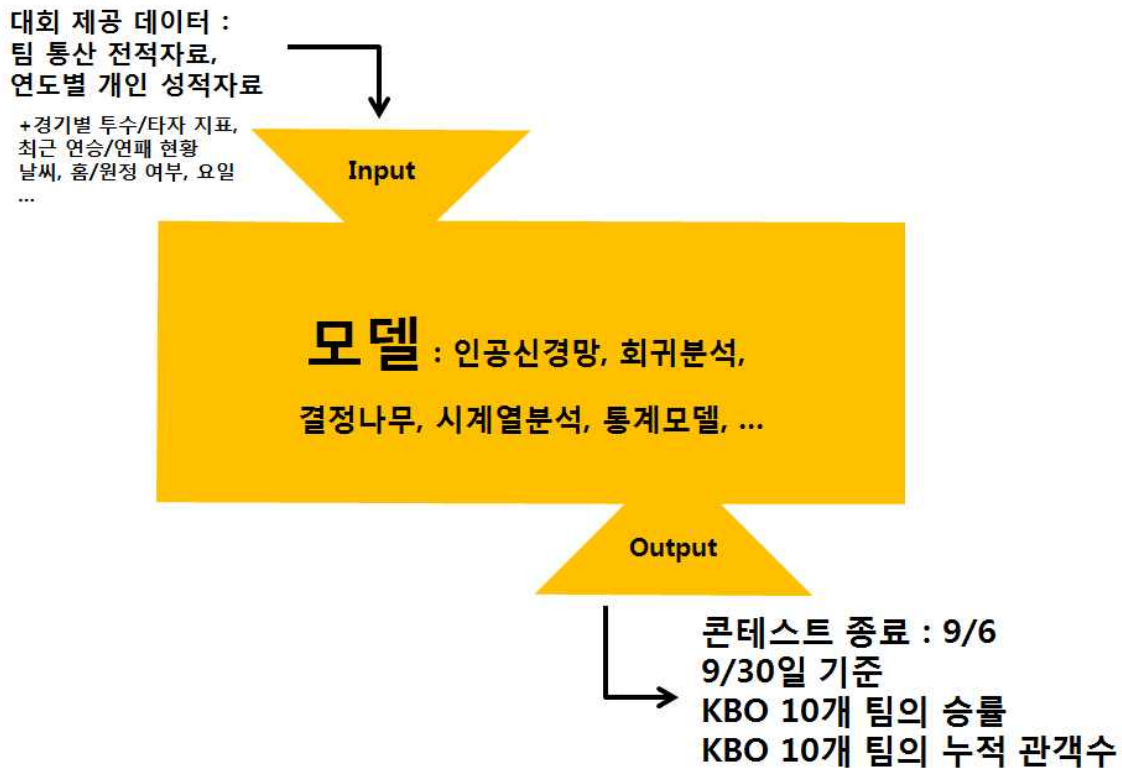 대회 제공 데이터 :
팀 통산 전적자료,
연도별 개인 성적자료
+경기별 투수/타자 지표,
최근 연승/연패 현황
날씨, 홈/원정 여부, 요일
...
Input
모델 : 인공신경망, 회귀분석,
결정나무, 시계열분석, 통계모델, ...
Output
콘테스트 종료 : 9/6
9/30일 기준
KBO 10개 팀의 승률
KBO 10개 팀의 누적 관객수